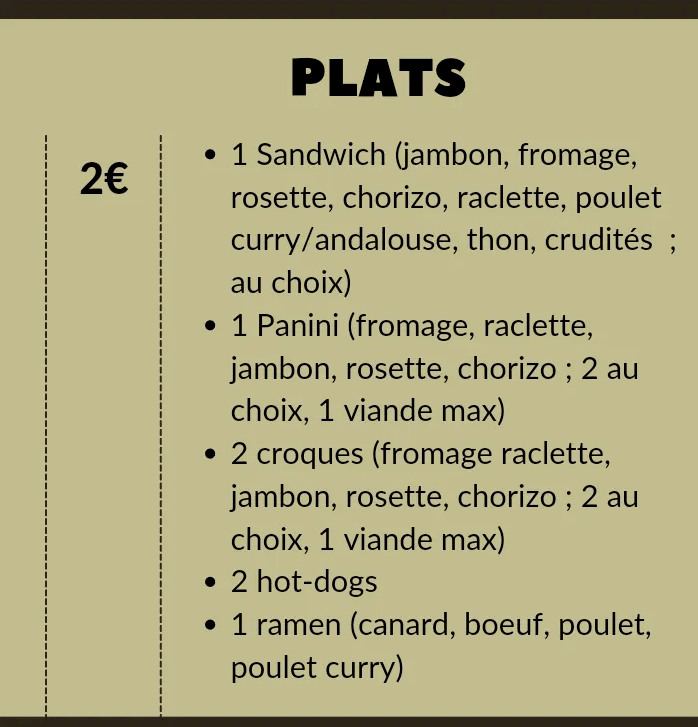 PLATS
2€
• 1 Sandwich (jambon, fromage,
rosette, chorizo, raclette, poulet
curry/andalouse, thon, crudités  ;
au choix)
• 1 Panini (fromage, raclette,
jambon, rosette, chorizo ; 2 au
choix, 1 viande max)
• 2 croques (fromage raclette,
jambon, rosette, chorizo ; 2 au
choix, 1 viande max)
• 2 hot-dogs
• 1 ramen (canard, boeuf, poulet,
poulet curry)